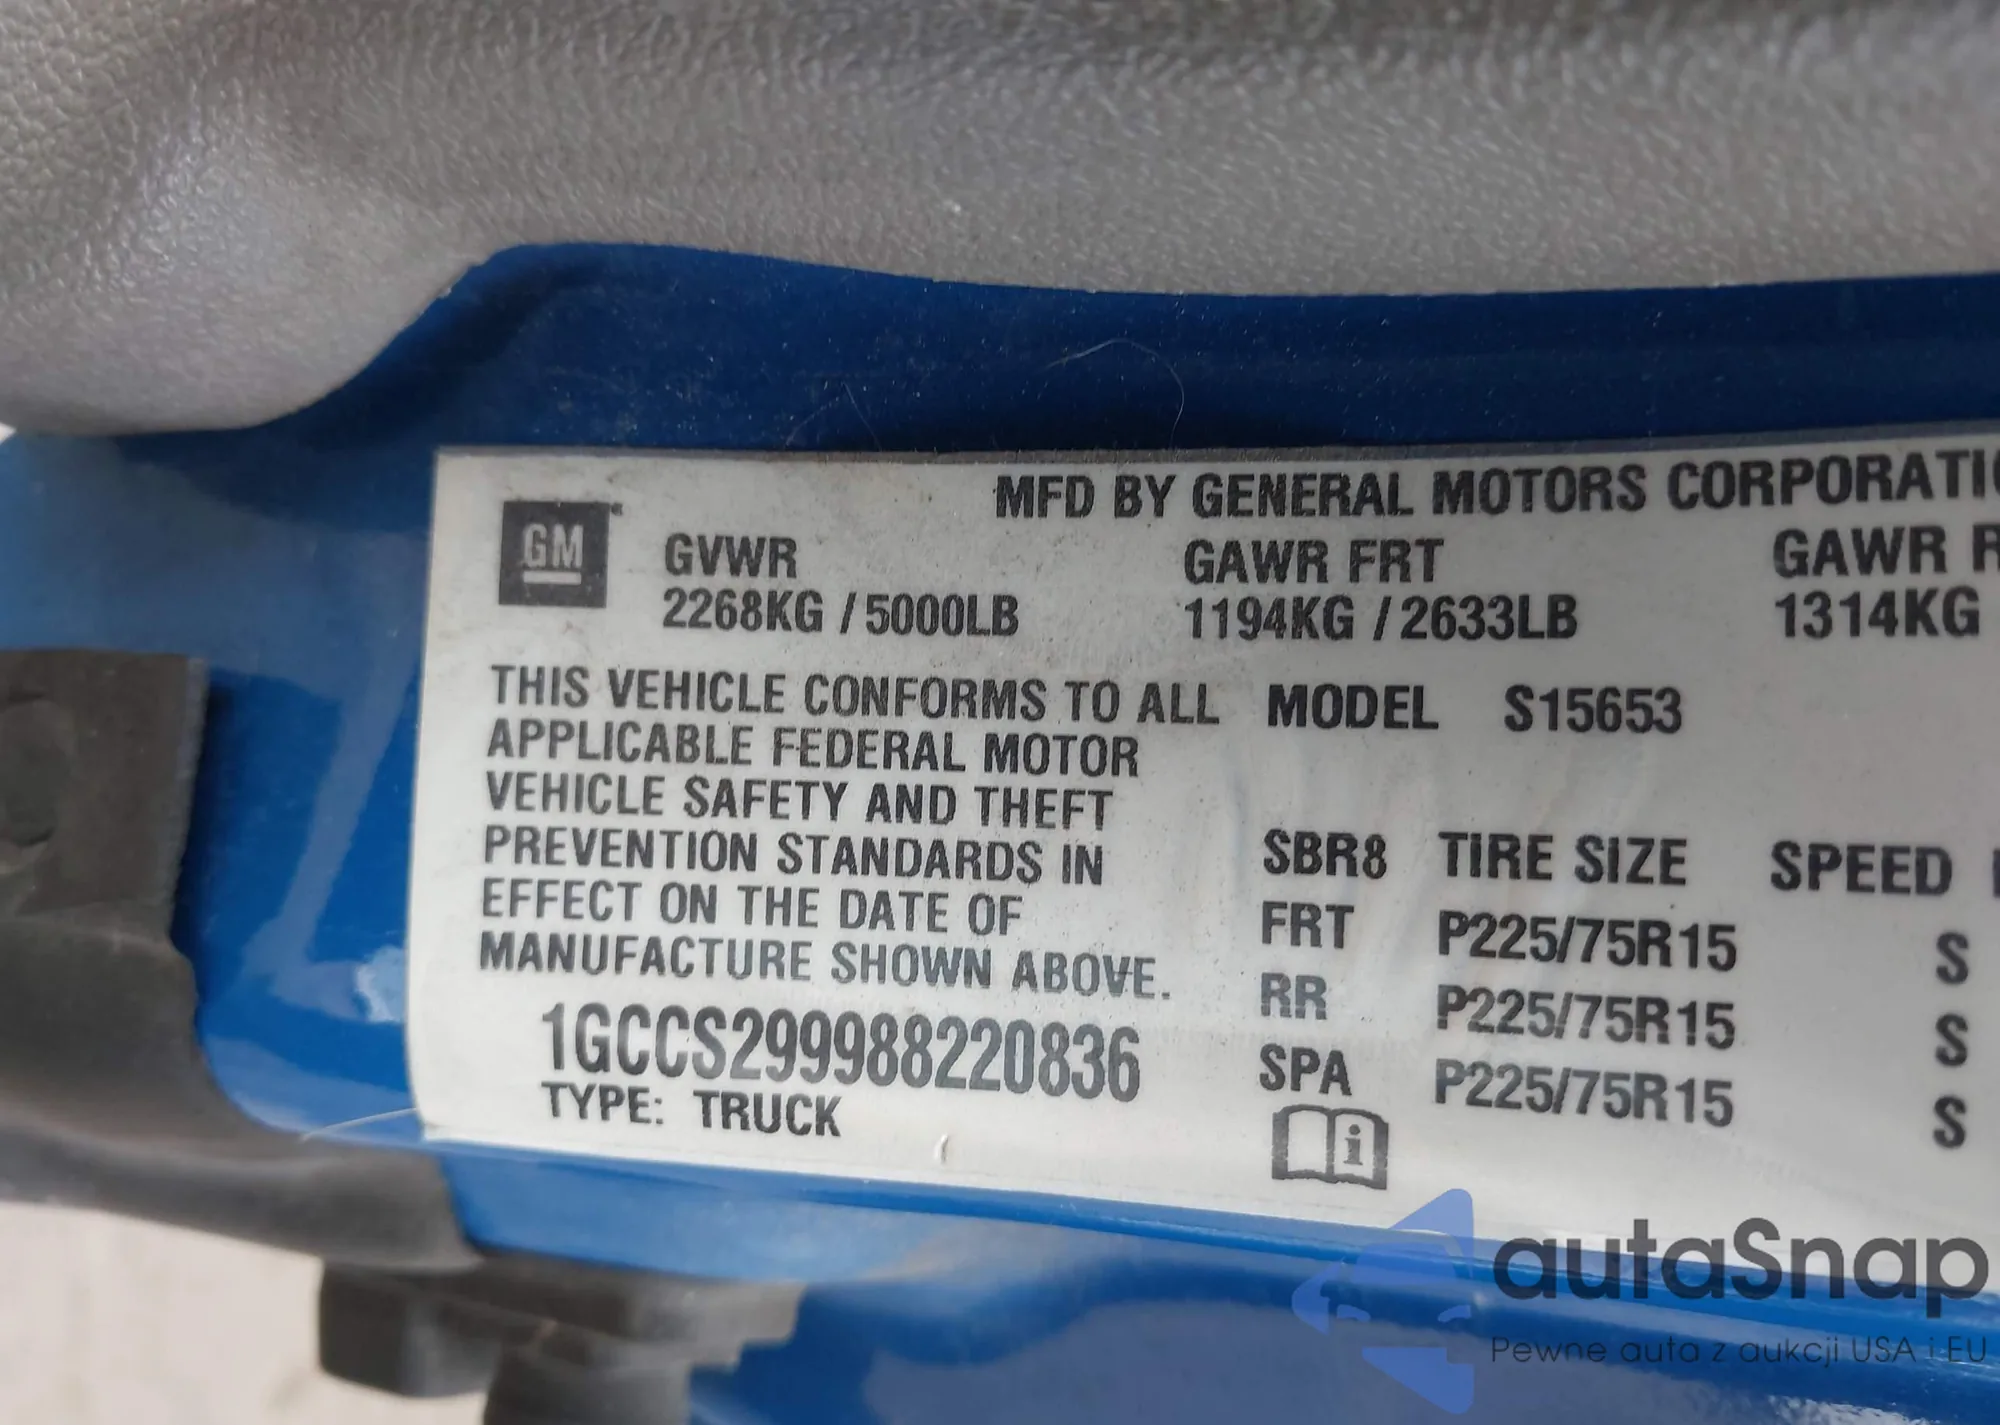 MFD BY GENERAL MOTORS CORPORATI
GM
GVWR GAWR FRT GAWR R
2268KG / 5000LB 1194KG / 2633LB 1314KG
THIS VEHICLE CONFORMS TO ALL MODEL S15653
APPLICABLE FEDERAL MOTOR
VEHICLE SAFETY AND THEFT
PREVENTION STANDARDS IN SBR8 TIRE SIZE SPEED
EFFECT ON THE DATE OF FRT P225/75R15 S
MANUFACTURE SHOWN ABOVE. RR P225/75R15 S
1GCCS299988220836 SPA P225/75R15 S
TYPE: TRUCK
i
autaSnap
Pewne auta z aukcji USA i EU